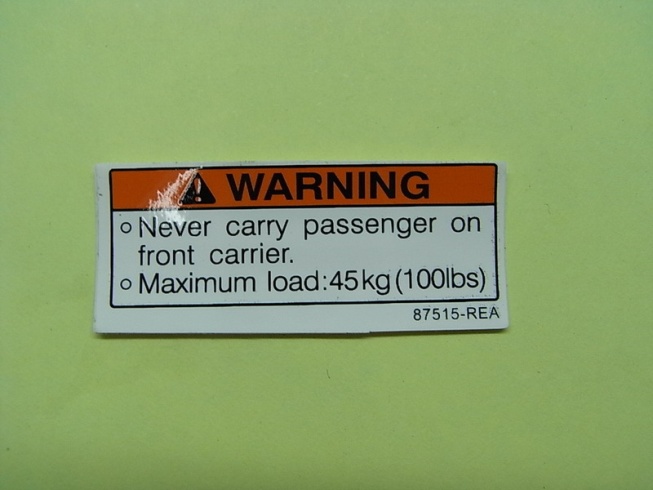 WARNING
○ Never carry passenger on
front carrier.
○ Maximum load:45kg(100lbs)
87515-REA